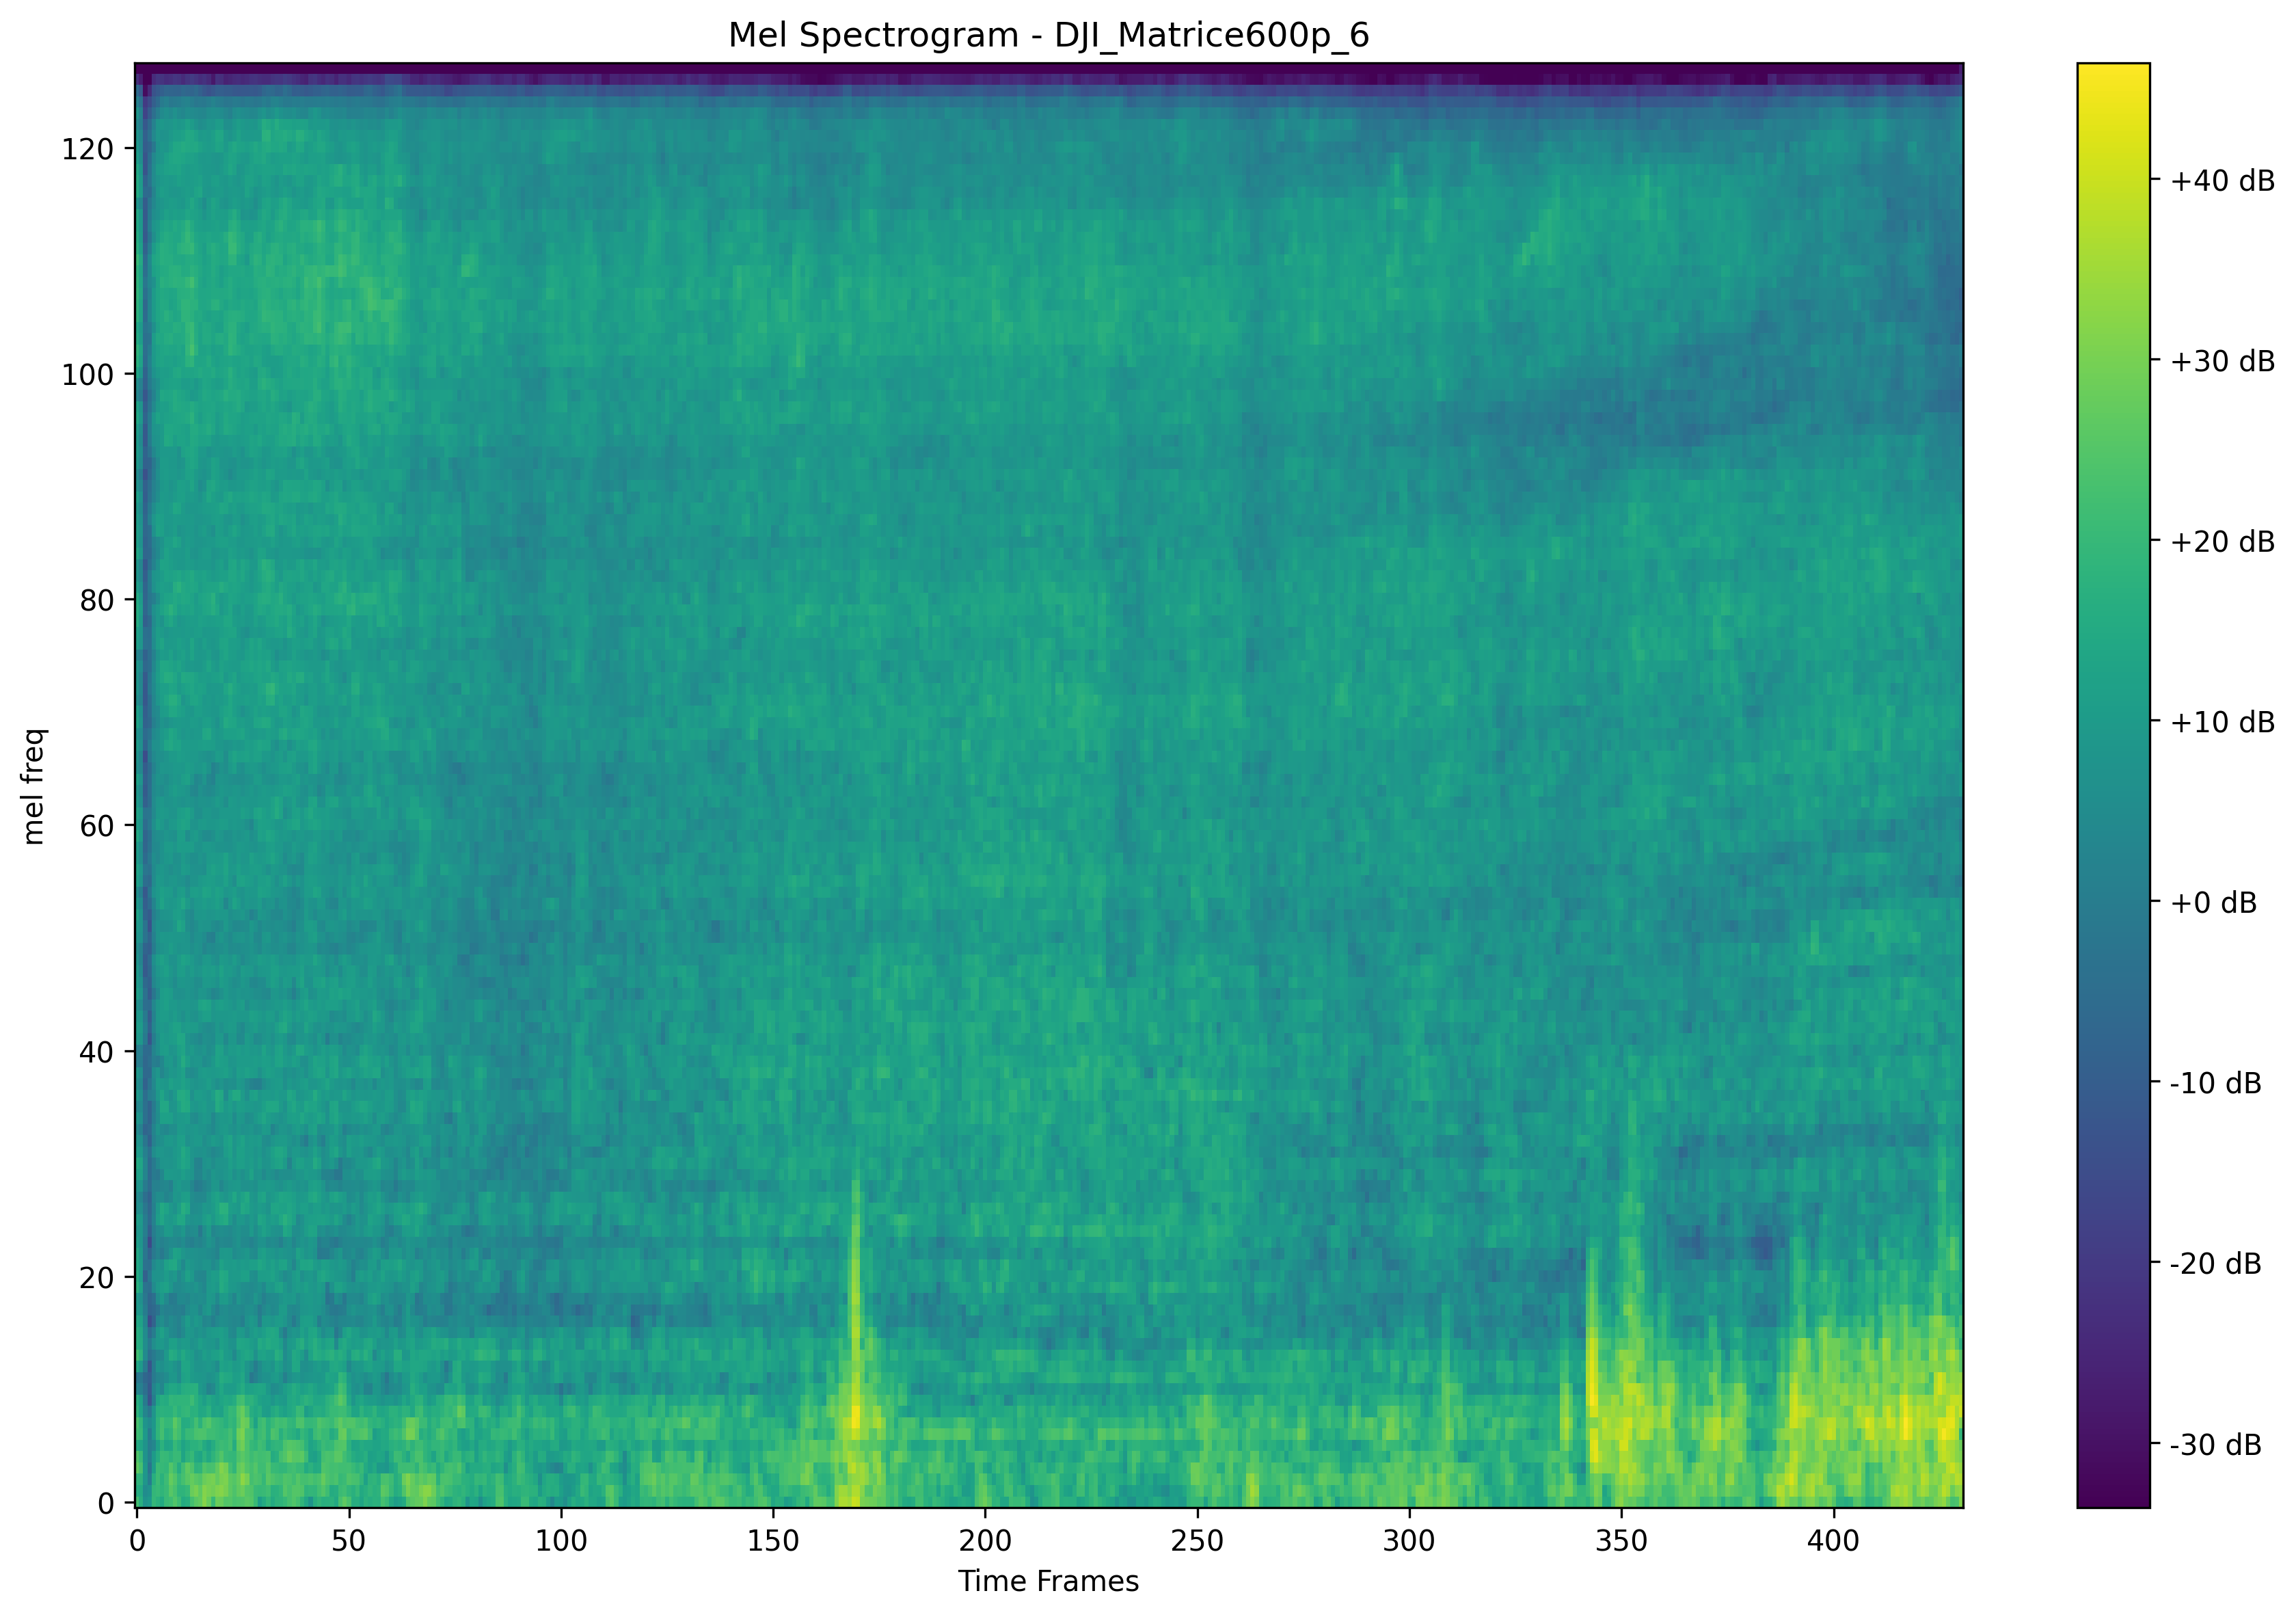 Mel Spectrogram - DJI_Matrice600p_6
120
100
80
60
40
20
0
mel freq
0 50 100 150 200 250 300 350 400
Time Frames
+40 dB
+30 dB
+20 dB
+10 dB
+0 dB
-10 dB
-20 dB
-30 dB